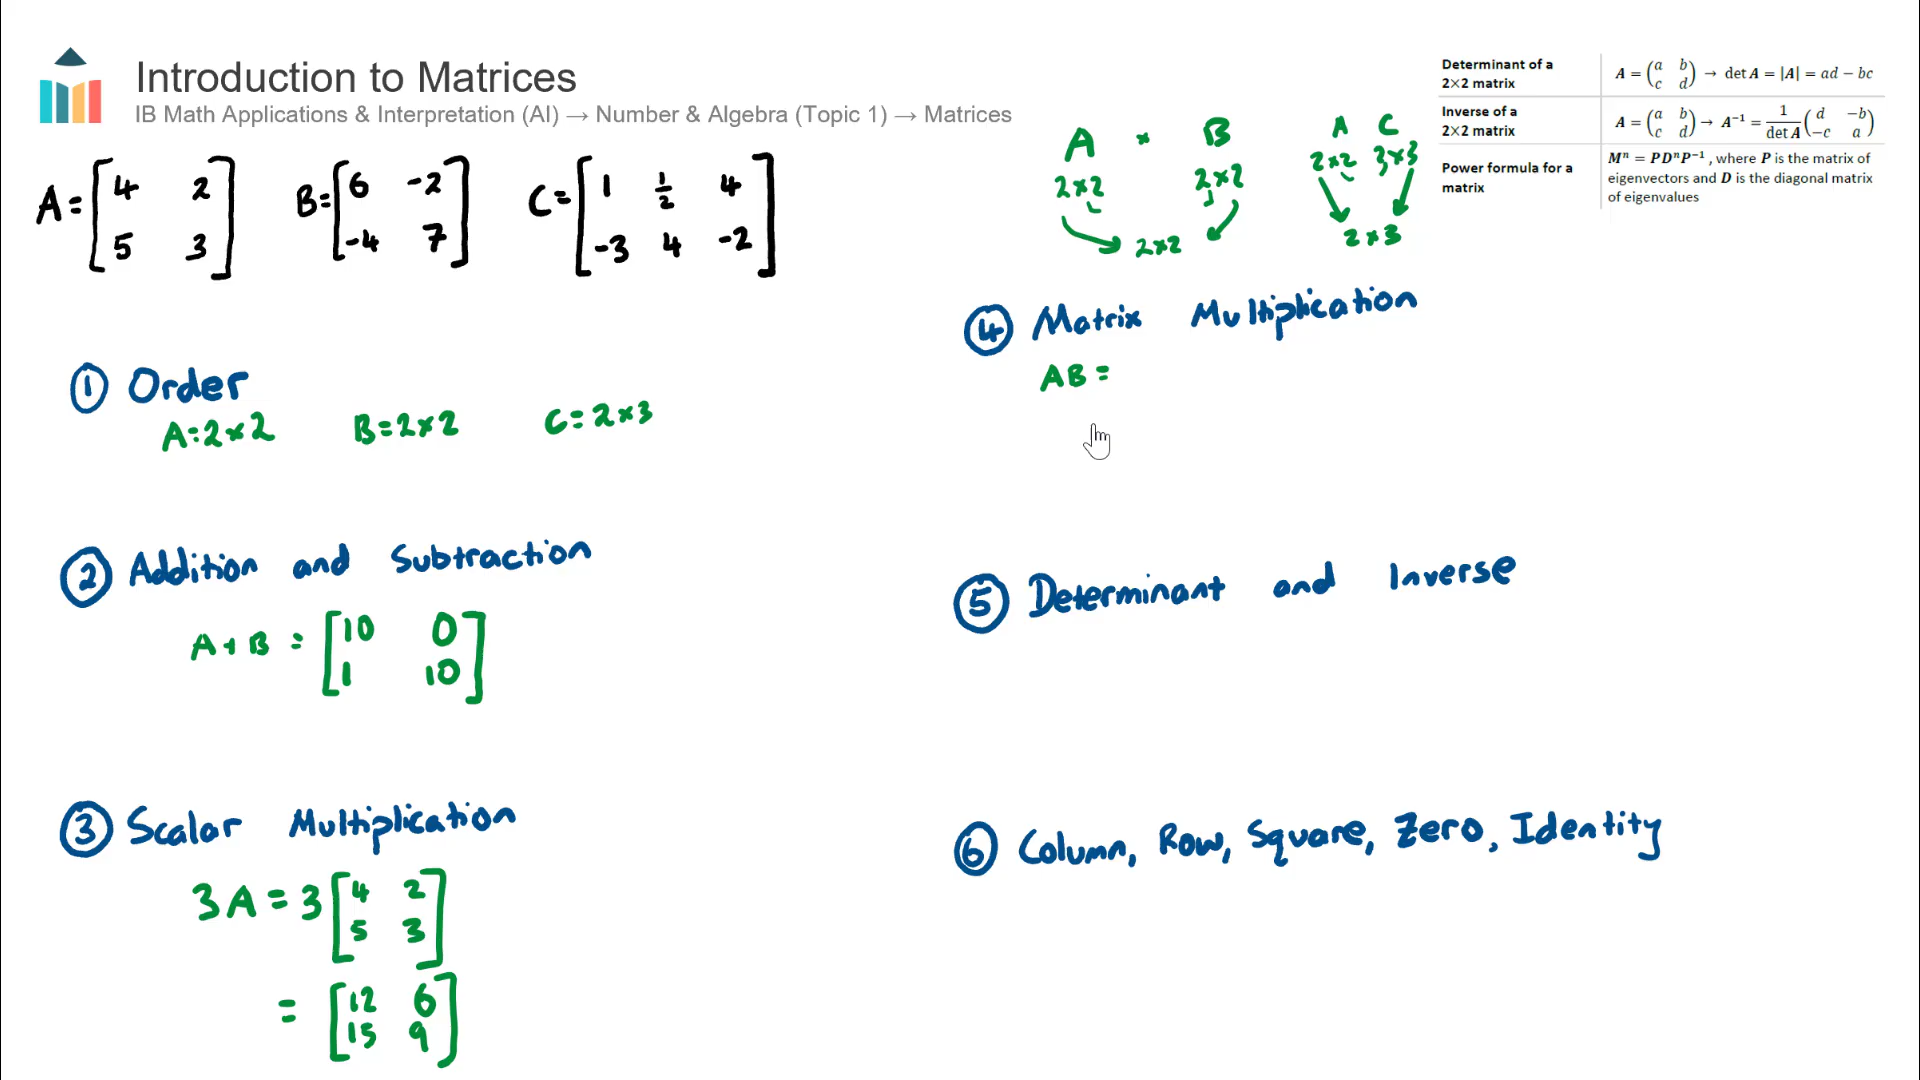 Introduction to Matrices
IB Math Applications & Interpretation (AI) → Number & Algebra (Topic 1) → Matrices
Determinant of a 2×2 matrix A = (a b c d) → det A = |A| = ad − bc
Inverse of a 2×2 matrix A = (a b c d) → A⁻¹ = 1/det A (d −b −c a)
Power formula for a matrix
Mⁿ = PDⁿP⁻¹, where P is the matrix of
eigenvectors and D is the diagonal matrix
of eigenvalues
A = [4 2
5 3]
B = [6 -2
-4 7]
C = [1 1/2 4
-3 4 -2]
A × B
2×2 2×2
2×2
A C
2×2 3×3
2×3
① Order
A=2×2 B=2×2 C=2×3
② Addition and Subtraction
A + B = [10 0
1 10]
③ Scalar Multiplication
3A = 3 [4 2
5 3]
= [12 6
15 9]
④ Matrix Multiplication
AB =
⑤ Determinant and Inverse
⑥ Column, Row, Square, Zero, Identity